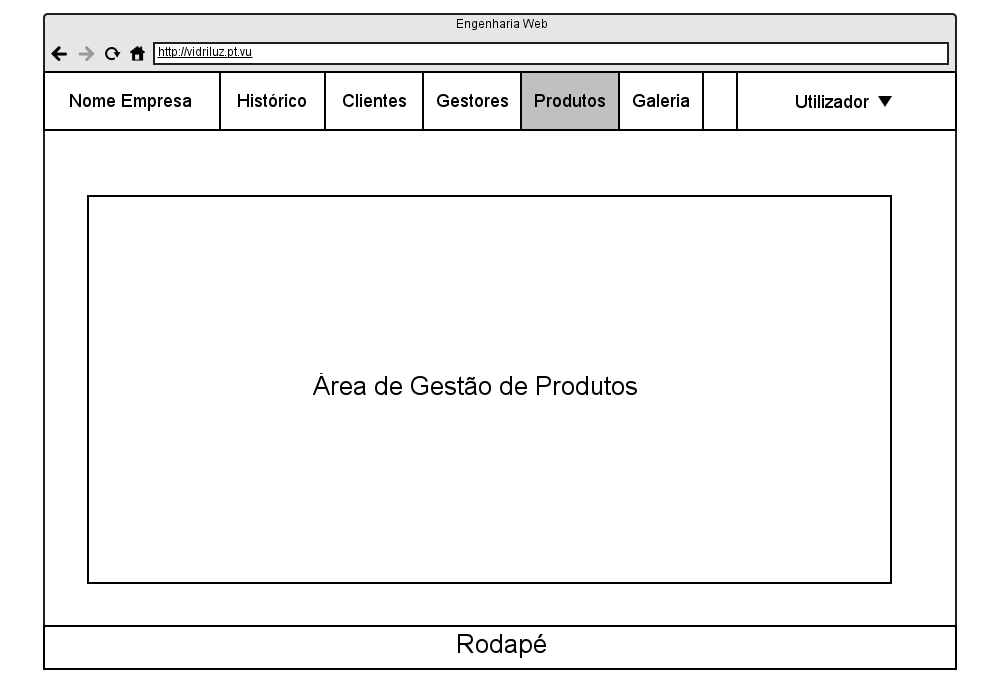 Engenharia Web
http://vidriluz.pt.vu
Nome Empresa Histórico Clientes Gestores Produtos Galeria Utilizador ▼
Área de Gestão de Produtos
Rodapé